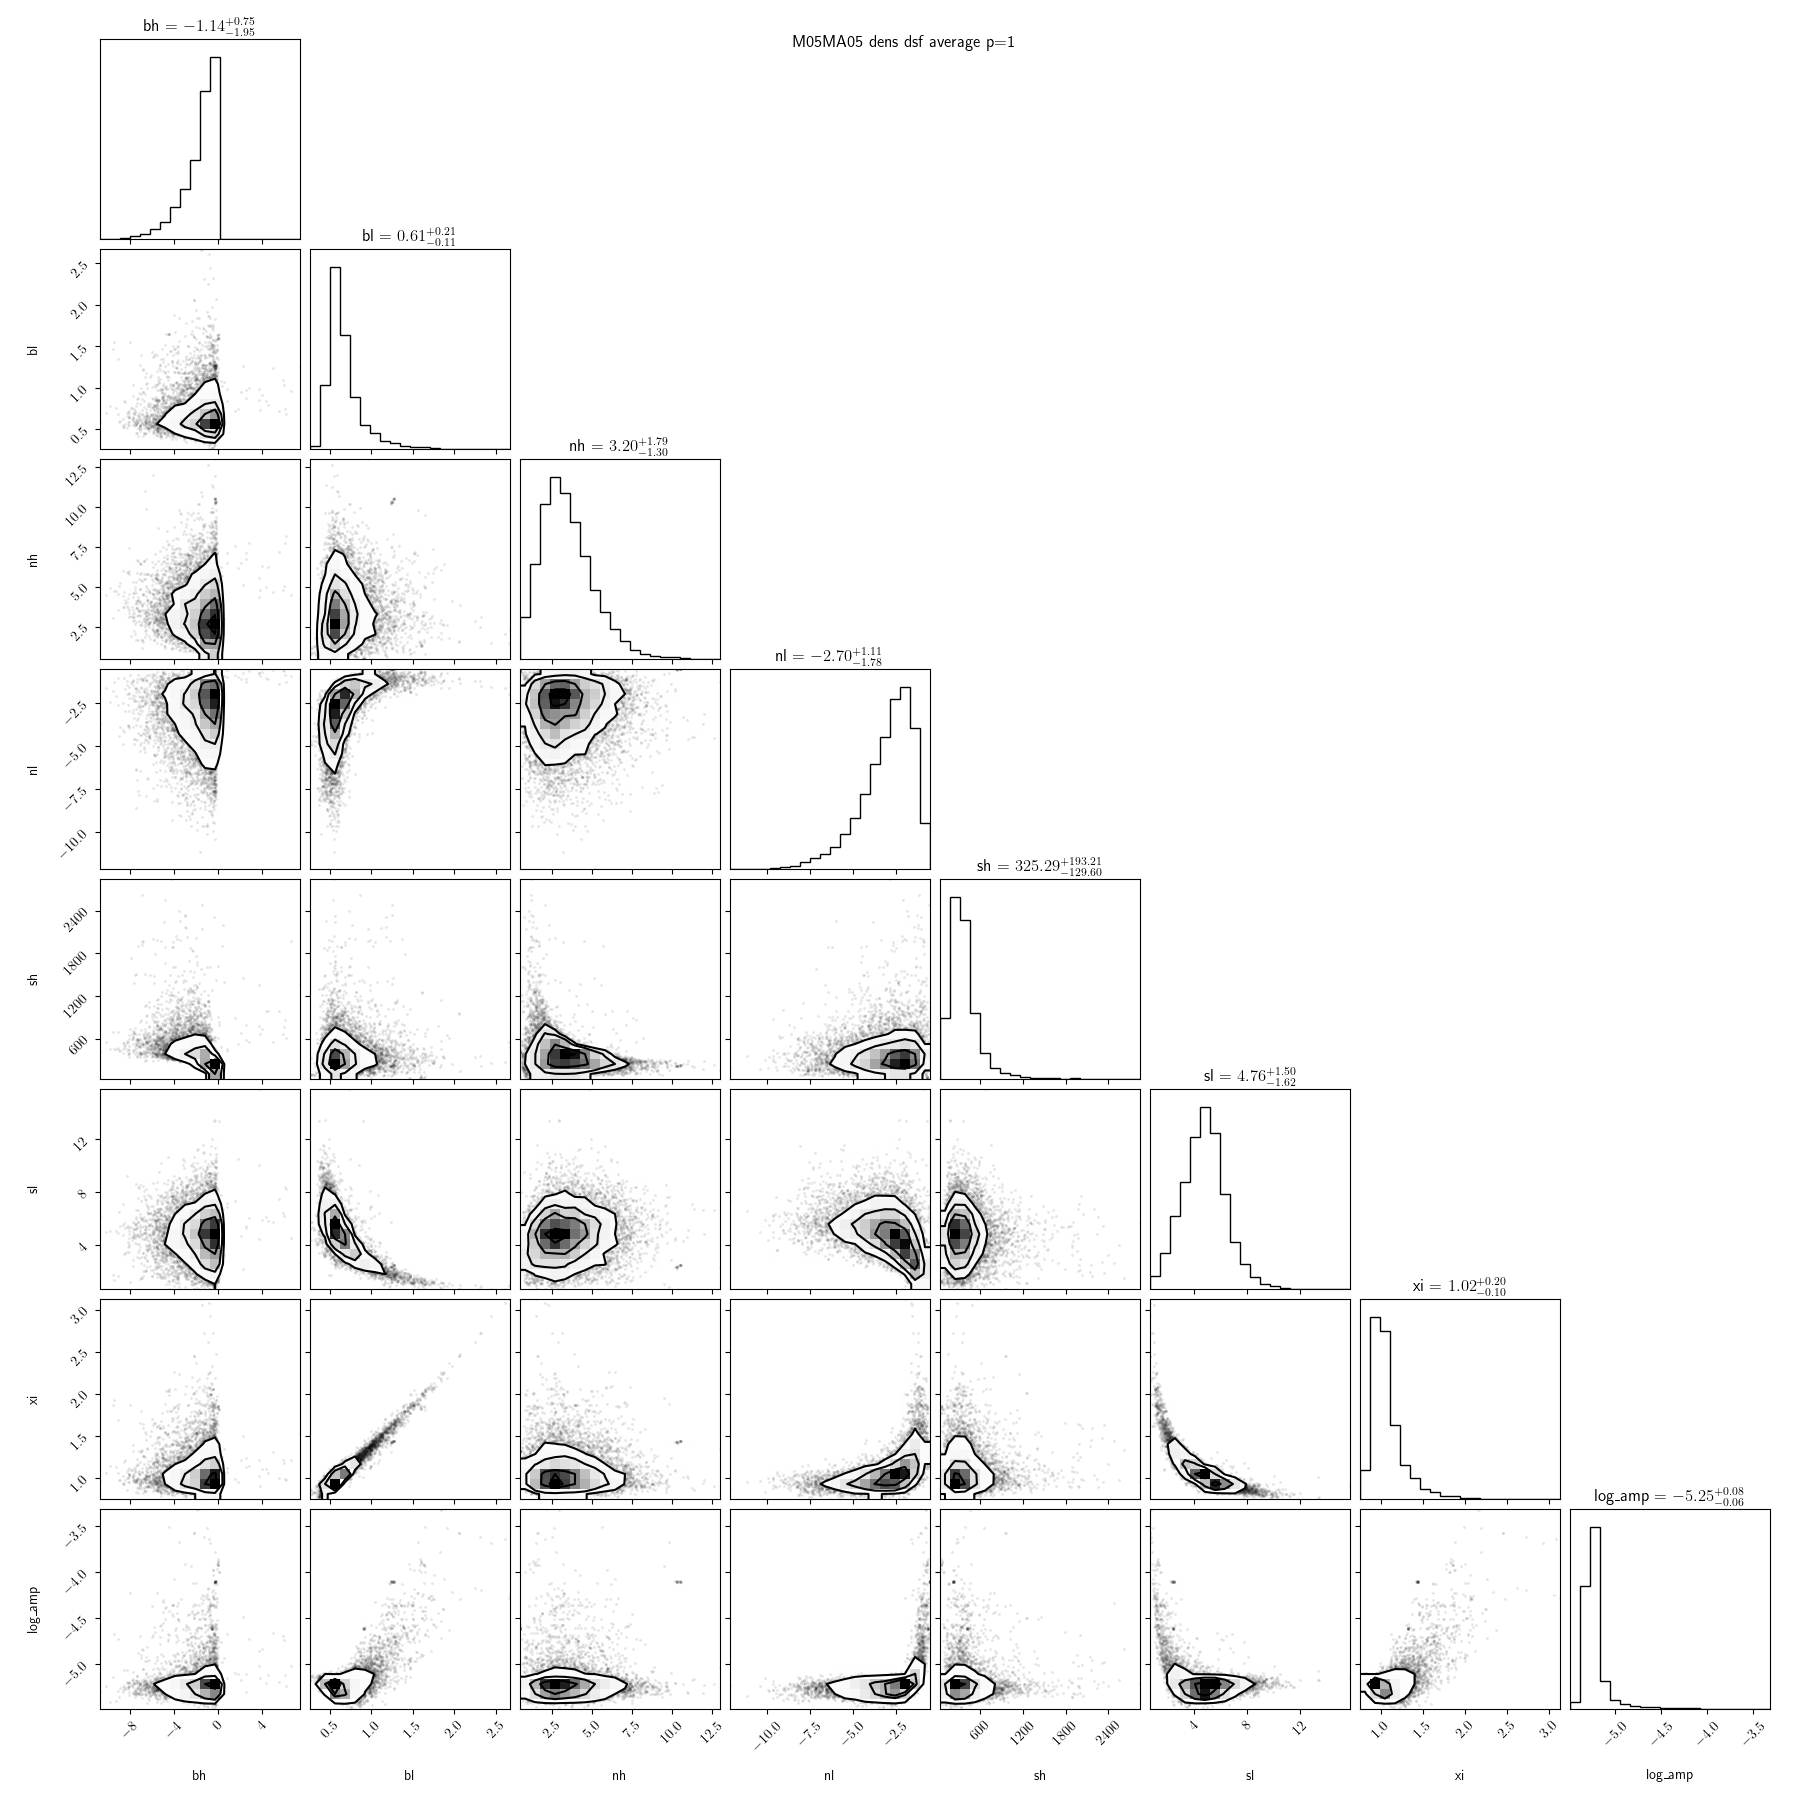 M05MA05 dens dsf average p=1
bh = −1.14 +0.75 −1.95
bl = 0.61 +0.21 −0.11
bl
2.5
2.0
1.5
1.0
0.5
nh = 3.20 +1.79 −1.30
nh
12.5
10.0
7.5
5.0
2.5
nl = −2.70 +1.11 −1.78
nl
−2.5
−5.0
−7.5
−10.0
sh = 325.29 +193.21 −129.60
sh
2400
1800
1200
600
sl = 4.76 +1.50 −1.62
sl
12
8
4
xi = 1.02 +0.20 −0.10
xi
3.0
2.5
2.0
1.5
1.0
log_amp = −5.25 +0.08 −0.06
log_amp
−3.5
−4.0
−4.5
−5.0
−8 −4 0 4 0.5 1.0 1.5 2.0 2.5 2.5 5.0 7.5 10.0 12.5 −10.0 −7.5 −5.0 −2.5 600 1200 1800 2400 4 8 12 1.0 1.5 2.0 2.5 3.0 −5.0 −4.5 −4.0 −3.5
bh bl nh nl sh sl xi log_amp